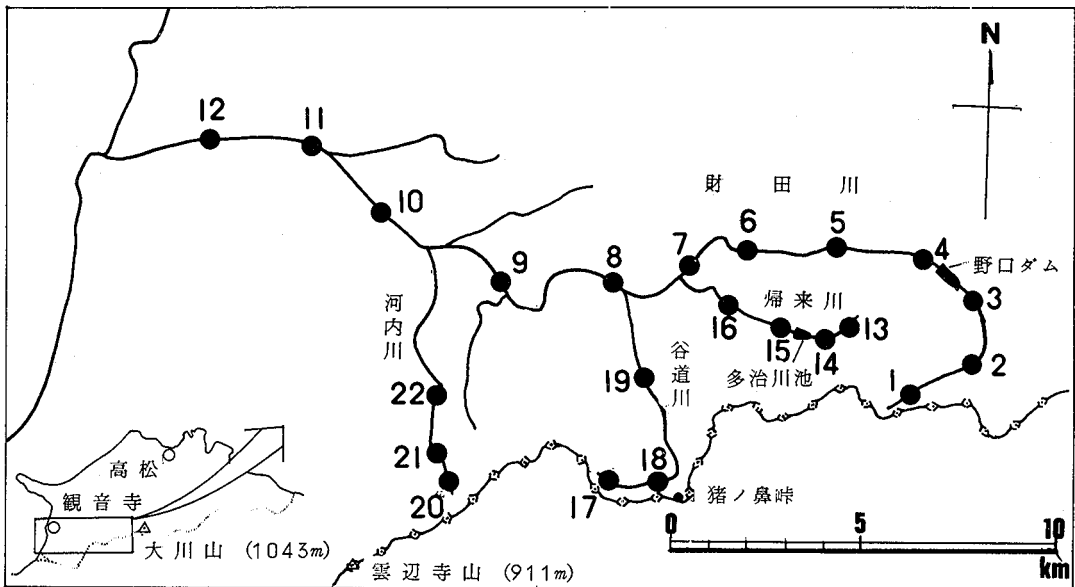 N
12
11
10
9
8
7
6
5
4
3
2
1
財田川
野口ダム
帰来川
16
15
14
13
多治川池
河内川
谷道川
22
21
20
19
18
17
猪ノ鼻峠
高松
観音寺
大川山 (1043m)
雲辺寺山 (911m)
0
5
10
km